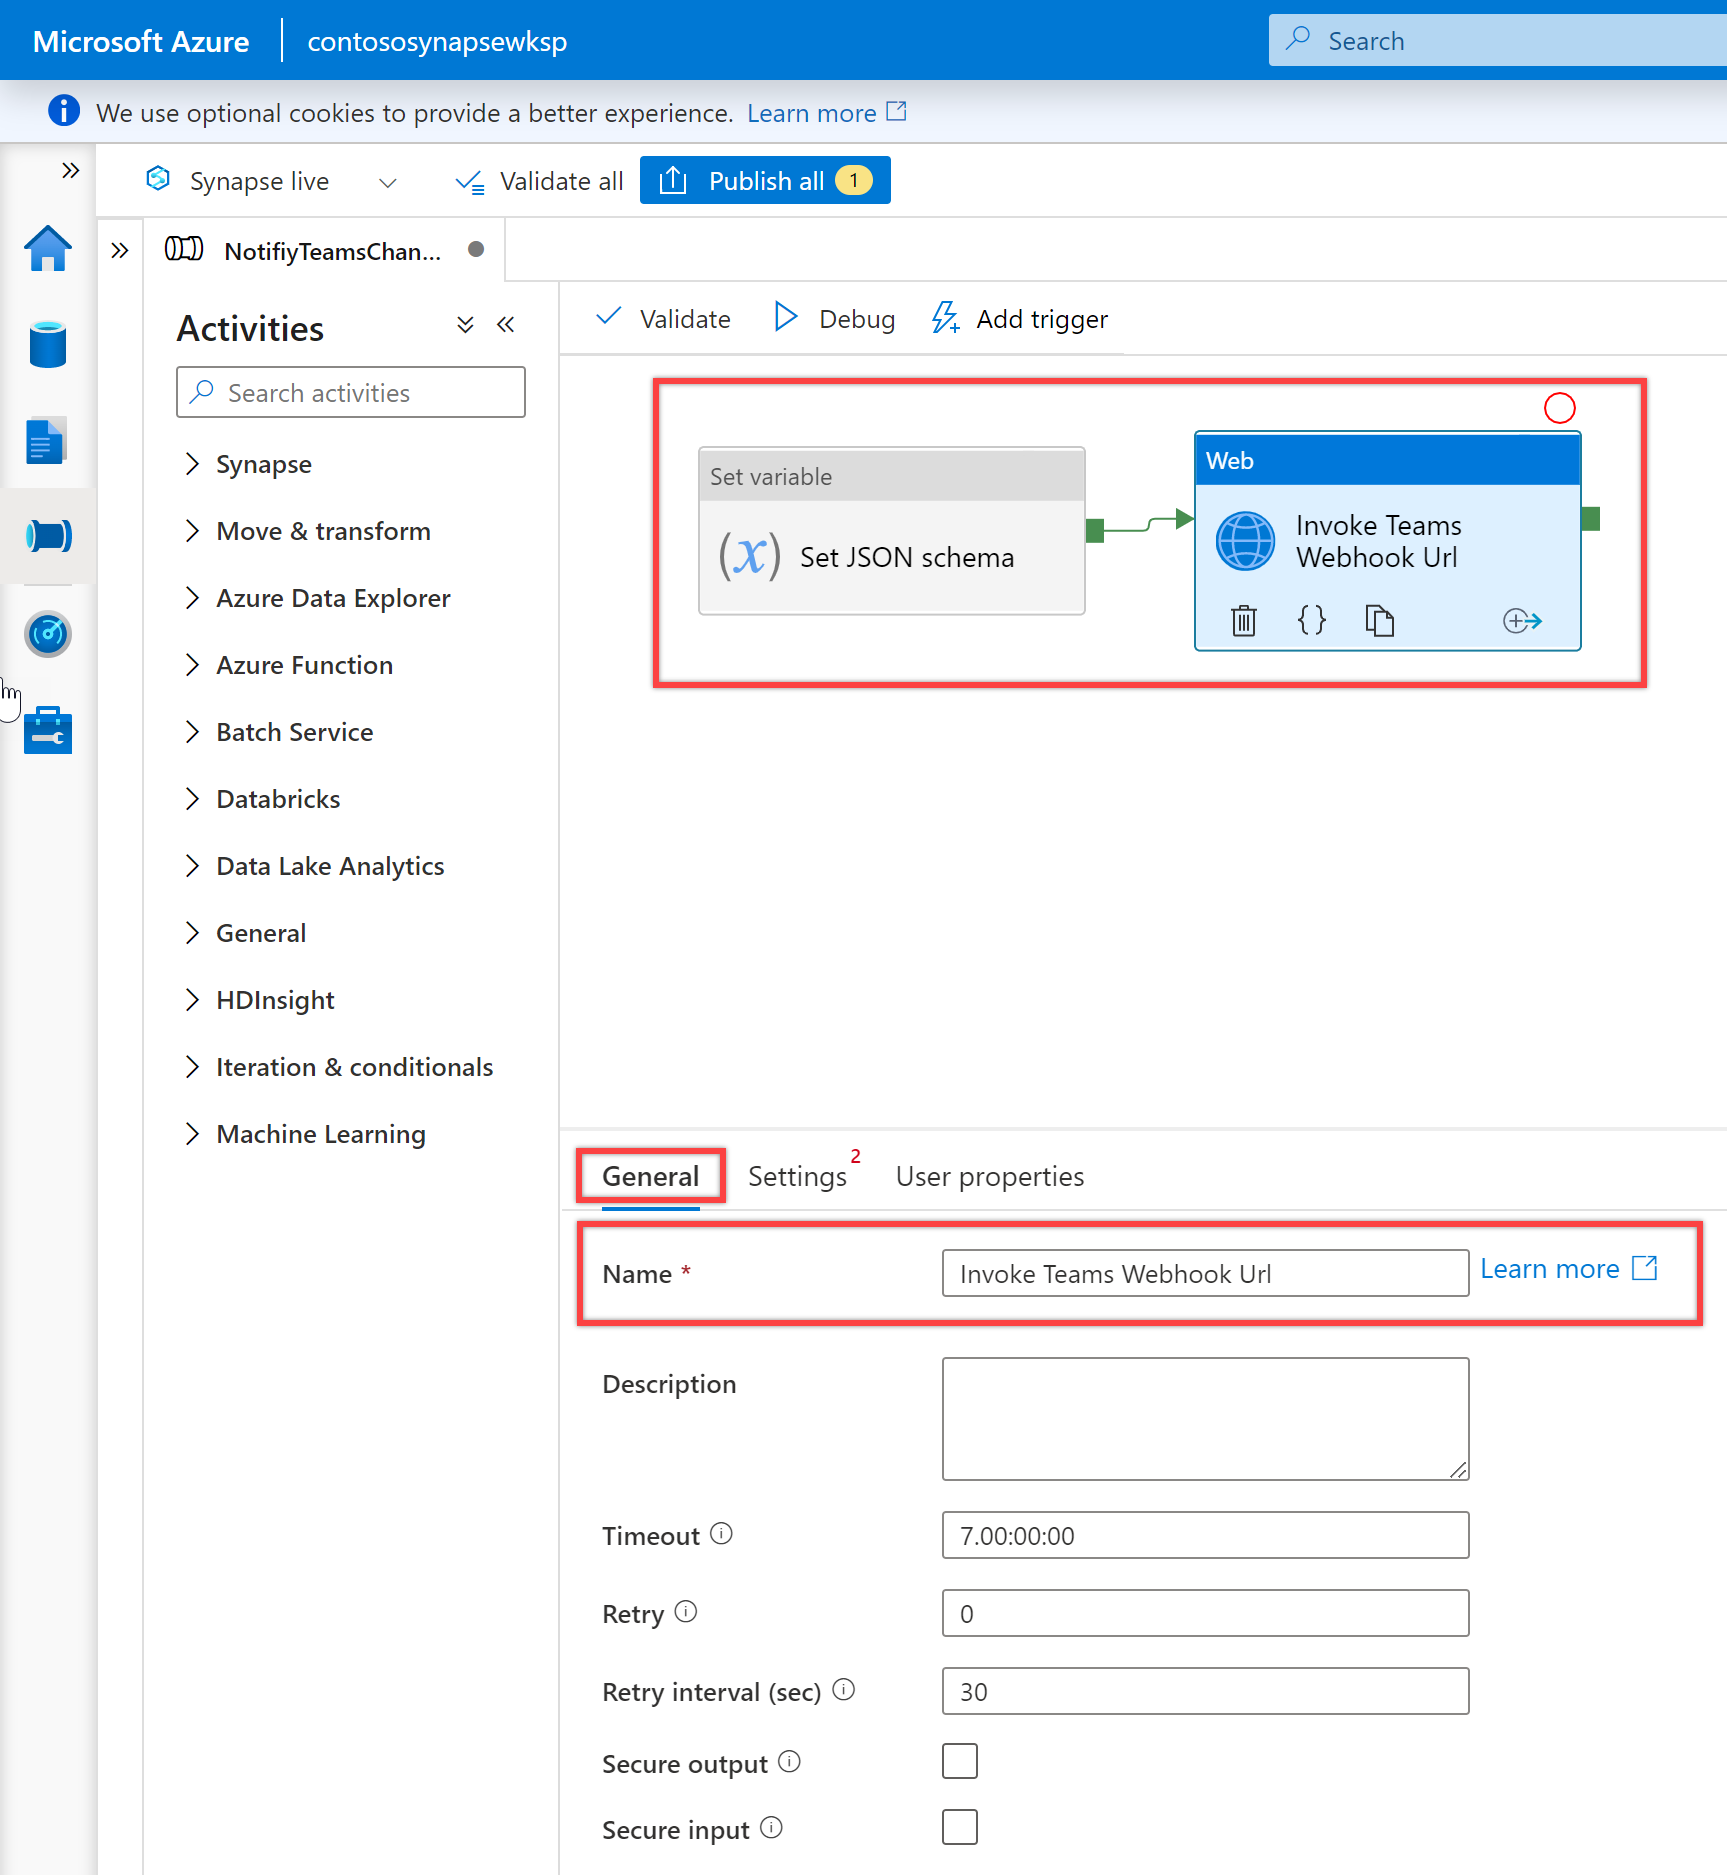 Microsoft Azure
contososynapsewksp
Search
We use optional cookies to provide a better experience. Learn more
Synapse live
Validate all
Publish all
1
NotifiyTeamsChan...
Activities
Search activities
Synapse
Move & transform
Azure Data Explorer
Azure Function
Batch Service
Databricks
Data Lake Analytics
General
HDInsight
Iteration & conditionals
Machine Learning
Validate
Debug
Add trigger
Set variable
(x)
Set JSON schema
Web
Invoke Teams
Webhook Url
{}
General
Settings 2
User properties
Name *
Invoke Teams Webhook Url
Learn more
Description
Timeout
7.00:00:00
Retry
0
Retry interval (sec)
30
Secure output
Secure input